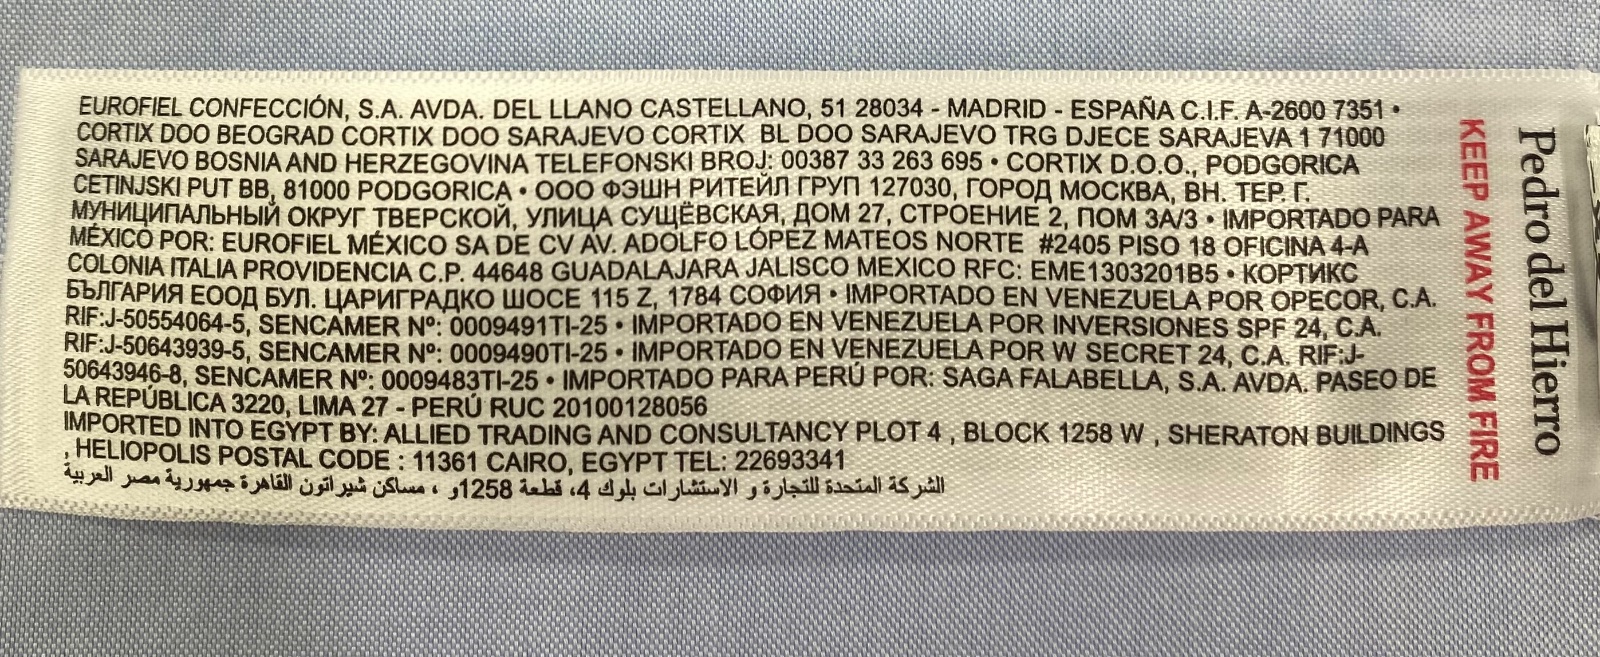 EUROFIEL CONFECCIÓN, S.A. AVDA. DEL LLANO CASTELLANO, 51 28034 - MADRID - ESPAÑA C.I.F. A-2600 7351 •
CORTIX DOO BEOGRAD CORTIX DOO SARAJEVO CORTIX BL DOO SARAJEVO TRG DJECE SARAJEVA 1 71000
SARAJEVO BOSNIA AND HERZEGOVINA TELEFONSKI BROJ: 00387 33 263 695 • CORTIX D.O.O., PODGORICA
CETINJSKI PUT BB, 81000 PODGORICA • ООО ФЭШН РИТЕЙЛ ГРУП 127030, ГОРОД МОСКВА, ВН. ТЕР. Г.
МУНИЦИПАЛЬНЫЙ ОКРУГ ТВЕРСКОЙ, УЛИЦА СУЩЁВСКАЯ, ДОМ 27, СТРОЕНИЕ 2, ПОМ 3А/3 • IMPORTADO PARA
MÉXICO POR: EUROFIEL MÉXICO SA DE CV AV. ADOLFO LÓPEZ MATEOS NORTE #2405 PISO 18 OFICINA 4-A
COLONIA ITALIA PROVIDENCIA C.P. 44648 GUADALAJARA JALISCO MEXICO RFC: EME1303201B5 • КОРТИКС
БЪЛГАРИЯ ЕООД БУЛ. ЦАРИГРАДКО ШОСЕ 115 Z, 1784 СОФИЯ • IMPORTADO EN VENEZUELA POR OPECOR, C.A.
RIF:J-50554064-5, SENCAMER Nº: 0009491TI-25 • IMPORTADO EN VENEZUELA POR INVERSIONES SPF 24, C.A.
RIF:J-50643939-5, SENCAMER Nº: 0009490TI-25 • IMPORTADO EN VENEZUELA POR W SECRET 24, C.A. RIF:J-
50643946-8, SENCAMER Nº: 0009483TI-25 • IMPORTADO PARA PERÚ POR: SAGA FALABELLA, S.A. AVDA. PASEO DE
LA REPÚBLICA 3220, LIMA 27 - PERÚ RUC 20100128056
IMPORTED INTO EGYPT BY: ALLIED TRADING AND CONSULTANCY PLOT 4 , BLOCK 1258 W , SHERATON BUILDINGS
, HELIOPOLIS POSTAL CODE : 11361 CAIRO, EGYPT TEL: 22693341
الشركة المتحدة للتجارة و الاستشارات بلوك 4، قطعة 1258و ، مساكن شيراتون القاهرة جمهورية مصر العربية
KEEP AWAY FROM FIRE
Pedro del Hierro